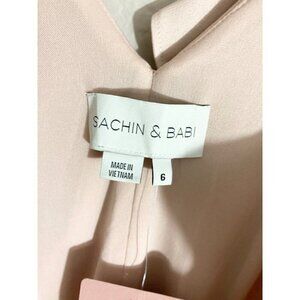 SACHIN & BABI
MADE IN
VIETNAM
6